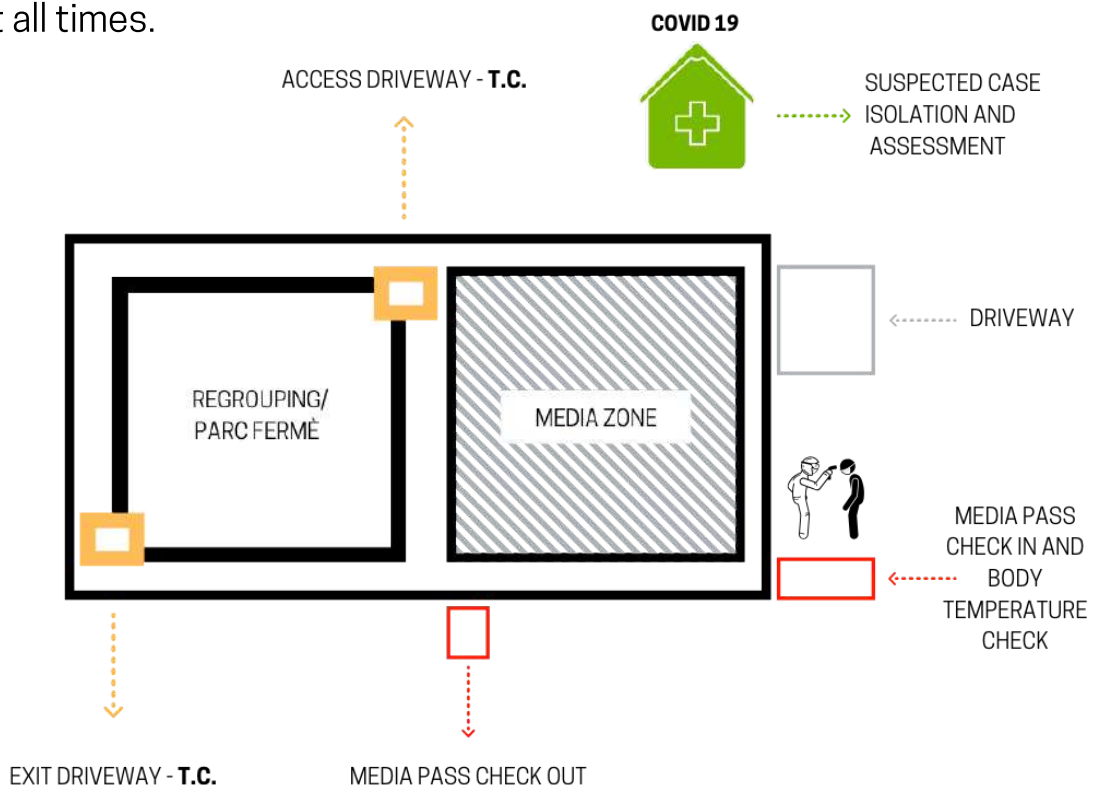 t all times.
COVID 19
ACCESS DRIVEWAY - T.C.
SUSPECTED CASE
ISOLATION AND
ASSESSMENT
DRIVEWAY
REGROUPING/
PARC FERMÈ
MEDIA ZONE
MEDIA PASS
CHECK IN AND
BODY
TEMPERATURE
CHECK
EXIT DRIVEWAY - T.C.
MEDIA PASS CHECK OUT